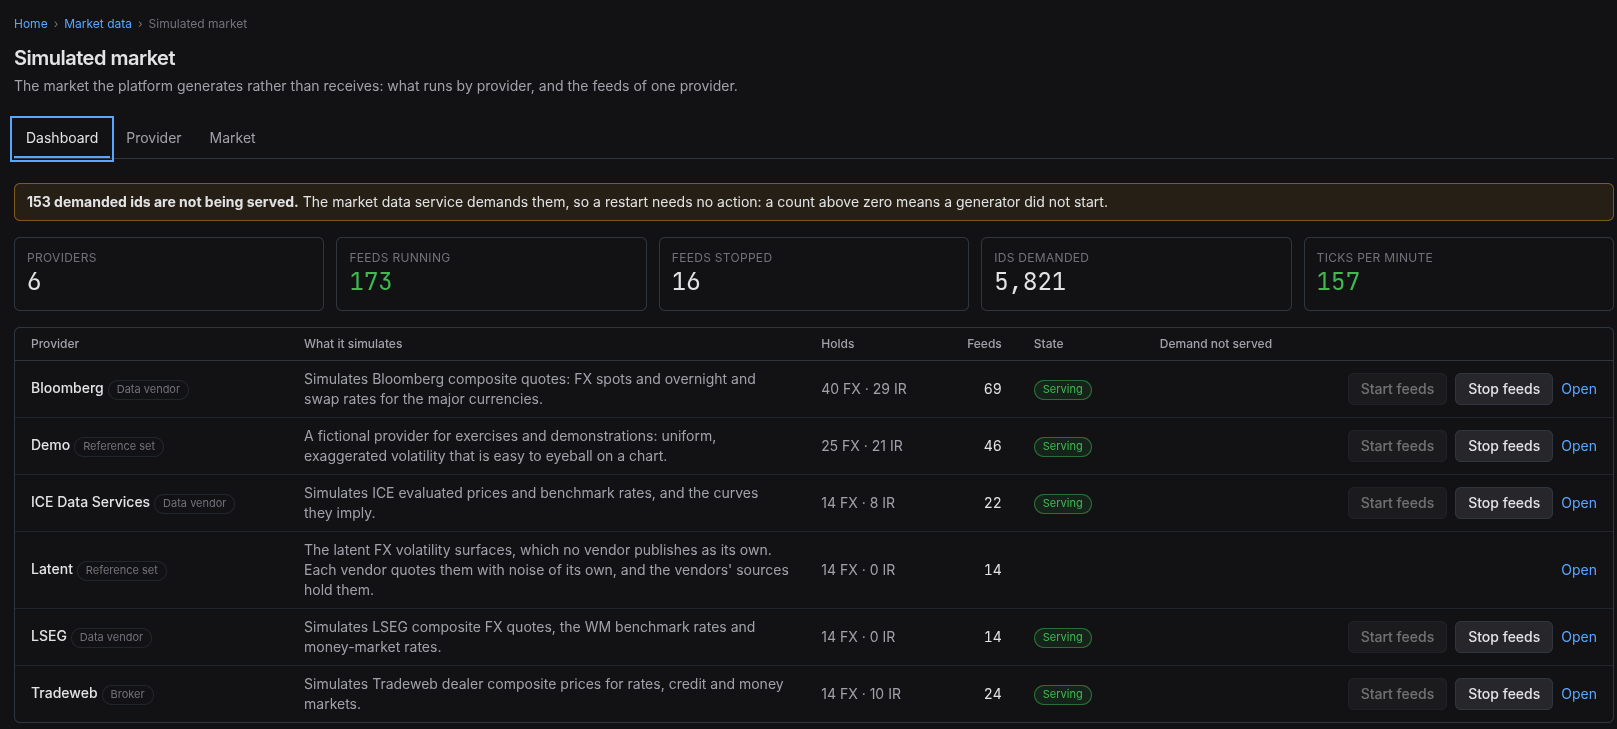 Home › Market data › Simulated market
Simulated market
The market the platform generates rather than receives: what runs by provider, and the feeds of one provider.
Dashboard Provider Market
153 demanded ids are not being served. The market data service demands them, so a restart needs no action: a count above zero means a generator did not start.
PROVIDERS FEEDS RUNNING FEEDS STOPPED IDS DEMANDED TICKS PER MINUTE
6 173 16 5,821 157
Provider What it simulates Holds Feeds State Demand not served
Bloomberg Data vendor
Simulates Bloomberg composite quotes: FX spots and overnight and
swap rates for the major currencies.
40 FX · 29 IR 69 Serving Start feeds Stop feeds Open
Demo Reference set
A fictional provider for exercises and demonstrations: uniform,
exaggerated volatility that is easy to eyeball on a chart.
25 FX · 21 IR 46 Serving Start feeds Stop feeds Open
ICE Data Services Data vendor
Simulates ICE evaluated prices and benchmark rates, and the curves
they imply.
14 FX · 8 IR 22 Serving Start feeds Stop feeds Open
Latent Reference set
The latent FX volatility surfaces, which no vendor publishes as its own.
Each vendor quotes them with noise of its own, and the vendors' sources
hold them.
14 FX · 0 IR 14 Open
LSEG Data vendor
Simulates LSEG composite FX quotes, the WM benchmark rates and
money-market rates.
14 FX · 0 IR 14 Serving Start feeds Stop feeds Open
Tradeweb Broker
Simulates Tradeweb dealer composite prices for rates, credit and money
markets.
14 FX · 10 IR 24 Serving Start feeds Stop feeds Open